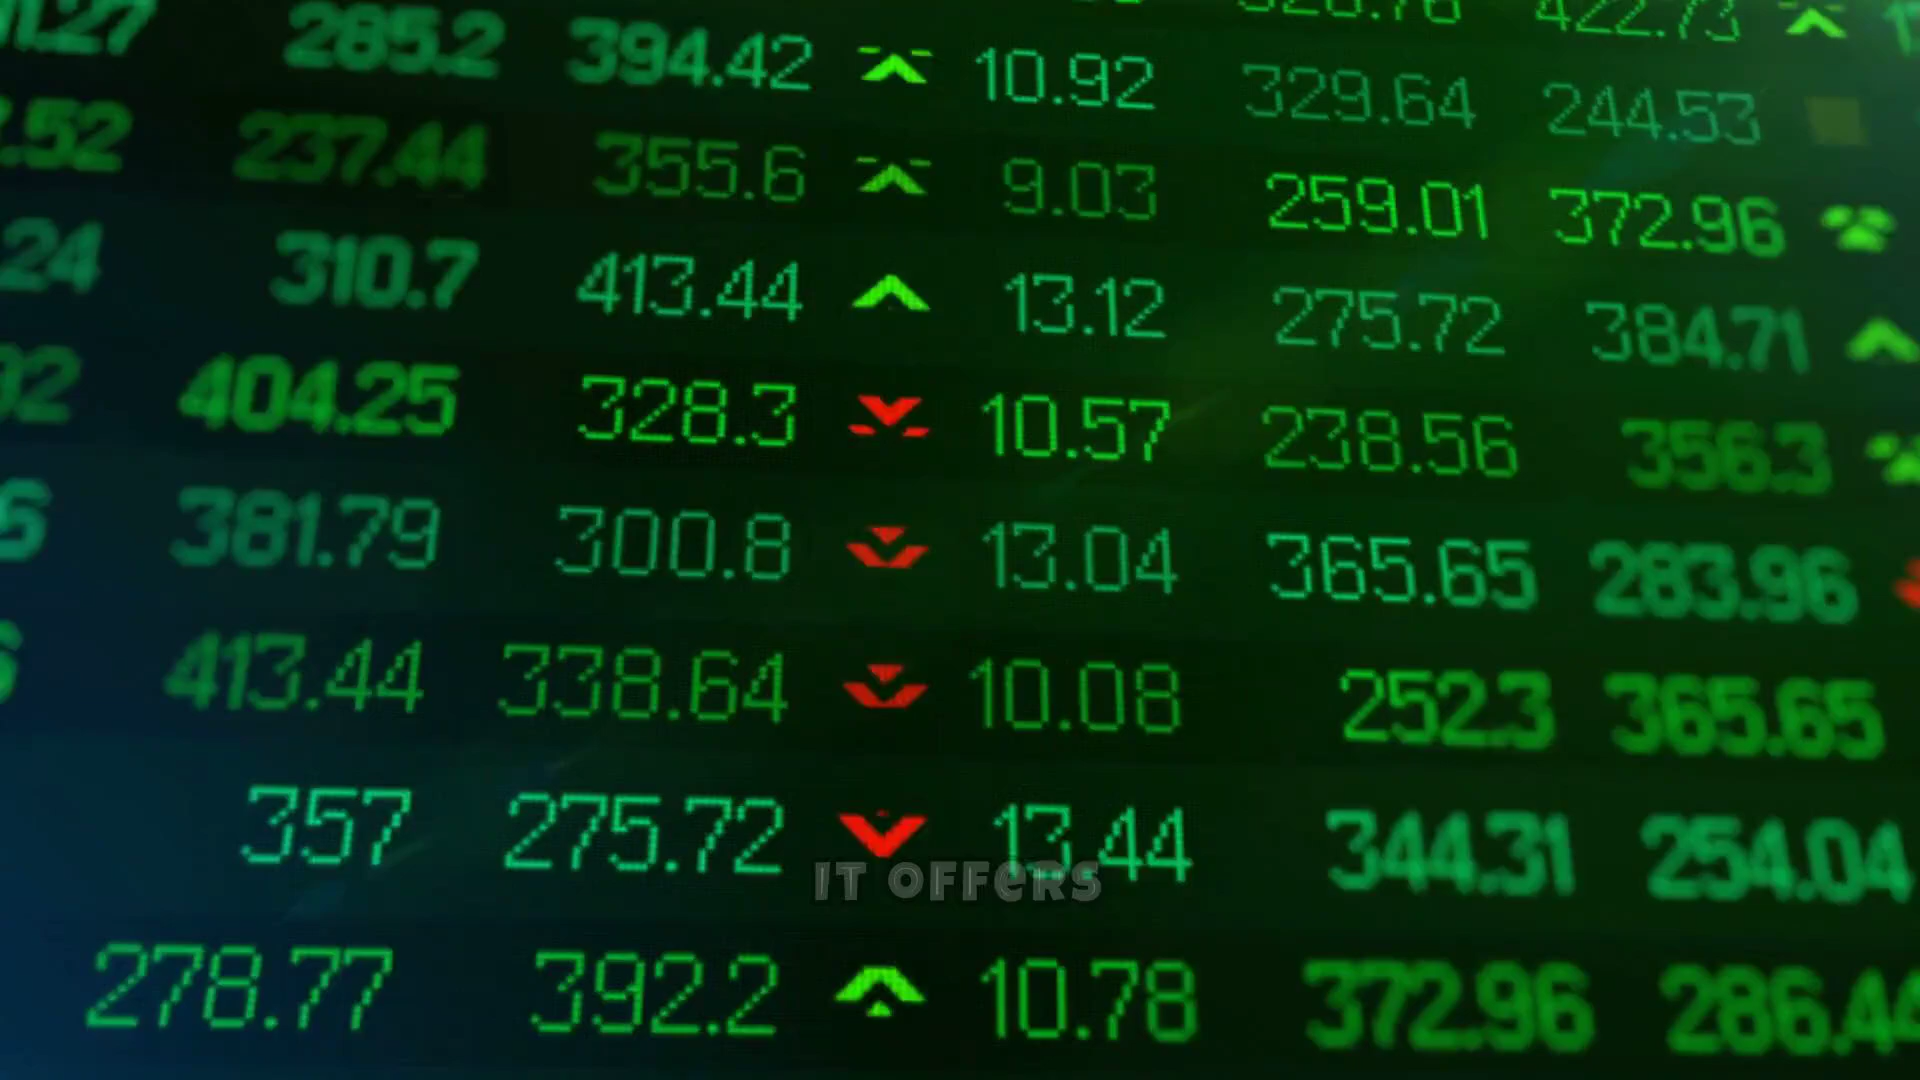 285.2 394.42 10.92 329.64 244.53
.52 237.44 355.6 9.03 259.01 372.96
24 310.7 413.44 13.12 275.72 384.71
404.25 328.3 10.57 238.56 356.3
381.79 300.8 13.04 365.65 283.96
413.44 338.64 10.08 252.3 365.65
357 275.72 13.44 344.31 254.04
IT OFFERS
278.77 392.2 10.78 372.96 286.44